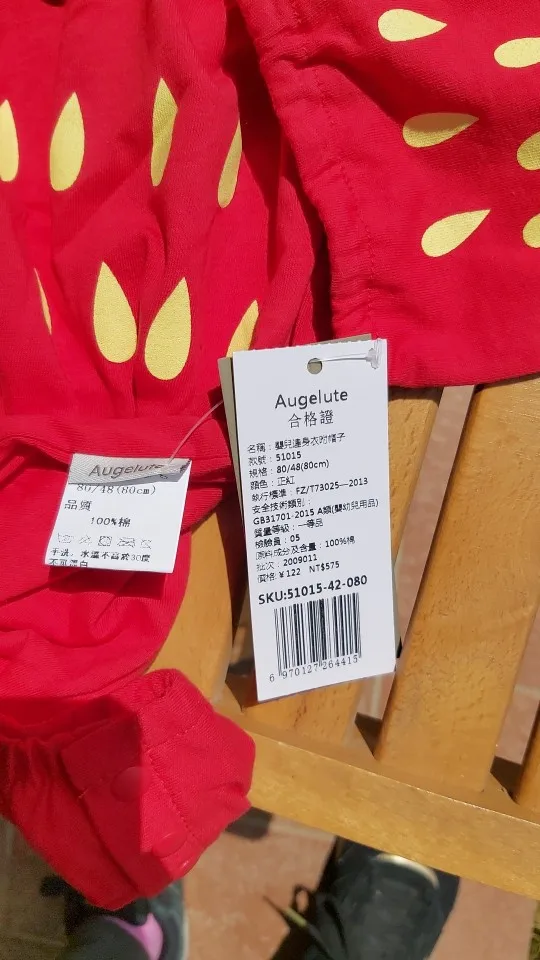 Augelute
合格證
名稱：嬰兒連身衣附帽子
款號：51015
規格：80/48(80cm)
顏色：正紅
執行標準：FZ/T73025—2013
安全技術類別：
GB31701-2015 A類(嬰幼兒用品)
質量等級：一等品
檢驗員：05
原料成分及含量：100%棉
批次：2009011
價格:￥122 NT$575
SKU:51015-42-080
6 970127 264415
Augelute
80/48(80cm)
品質
100%棉
手洗，水溫不高於30度
不可漂白